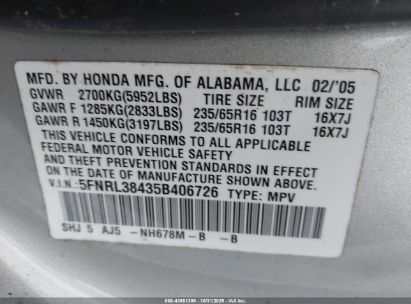 MFD. BY HONDA MFG. OF ALABAMA, LLC 02/'05
GVWR 2700KG(5952LBS) TIRE SIZE RIM SIZE
GAWR F 1285KG(2833LBS) 235/65R16 103T 16X7J
GAWR R 1450KG(3197LBS) 235/65R16 103T 16X7J
THIS VEHICLE CONFORMS TO ALL APPLICABLE
FEDERAL MOTOR VEHICLE SAFETY
AND THEFT PREVENTION STANDARDS IN EFFECT
ON THE DATE OF MANUFACTURE SHOWN ABOVE.
V.I.N.:5FNRL38435B406726 TYPE: MPV
SHJ 5 AJ5 -NH678M-B -B